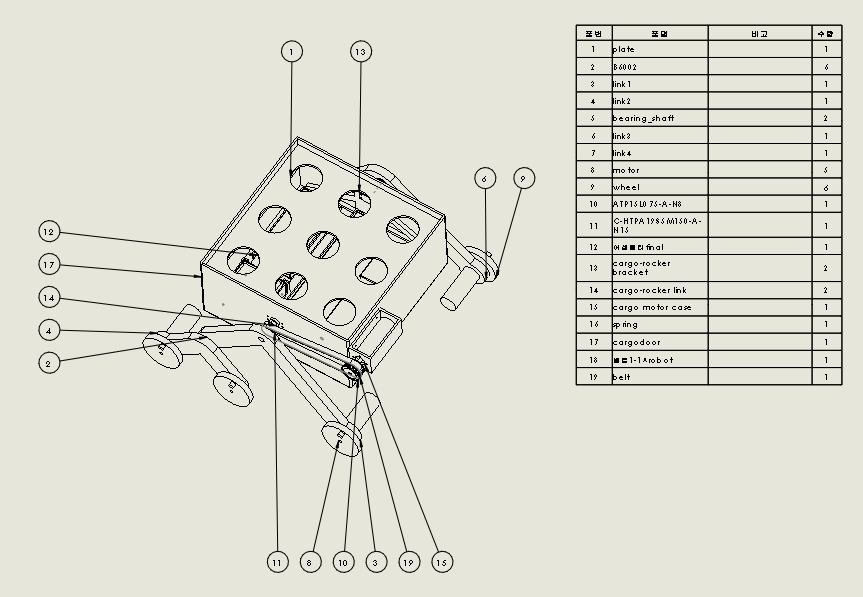 1
13
6
9
12
17
14
4
2
11
8
10
3
19
15
품번 품명 비고 수량
1 plate 1
2 B6002 6
3 link1 1
4 link2 1
5 bearing_shaft 2
6 link3 1
7 link4 1
8 motor 5
9 wheel 6
10 ATP15L075-A-N8 1
11 C-HTPA19S5M150-A-
N15 1
12 final 1
13 cargo-rocker
bracket 2
14 cargo-rocker link 2
15 cargo motor case 1
16 spring 1
17 cargodoor 1
18 1
19 belt 1